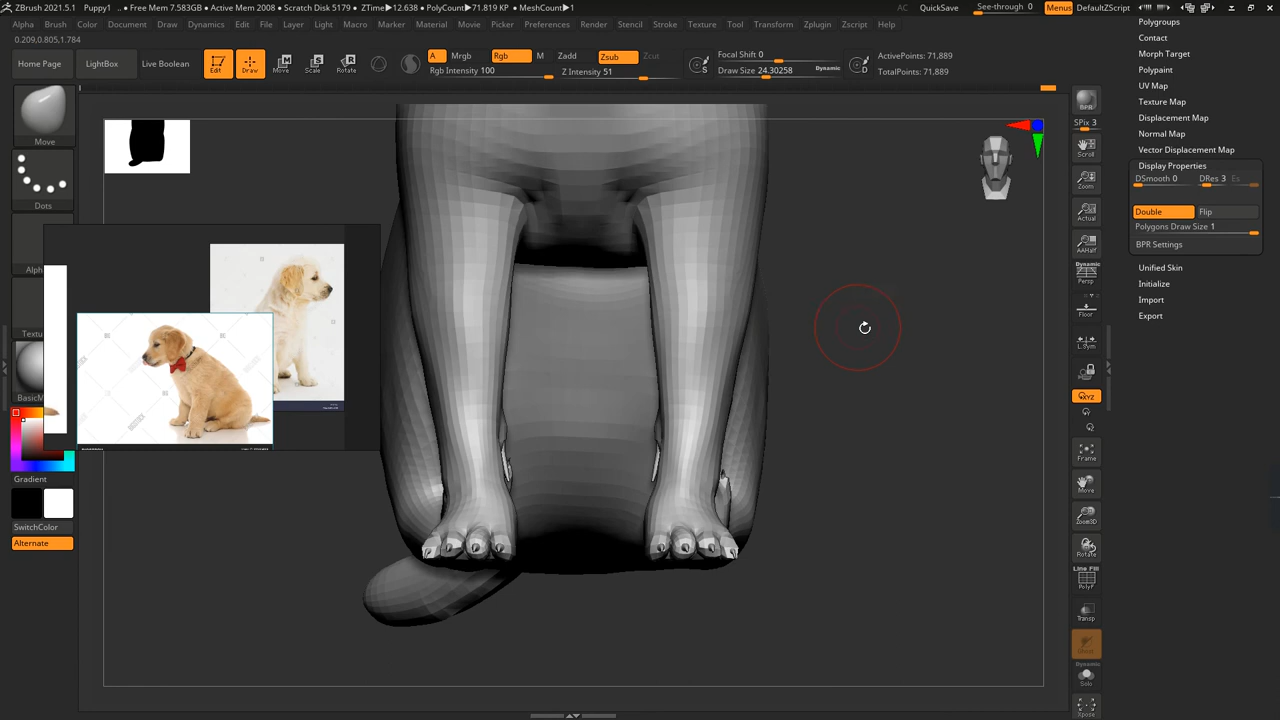 ZBrush 2021.5.1 Puppy1 .. • Free Mem 7.583GB • Active Mem 2008 • Scratch Disk 5179 • ZTime▶12.638 • PolyCount▶71.819 KP • MeshCount▶1 AC QuickSave See-through 0 Menus DefaultZScript
Alpha Brush Color Document Draw Dynamics Edit File Layer Light Macro Marker Material Movie Picker Preferences Render Stencil Stroke Texture Tool Transform Zplugin Zscript Help
0.209,0.805,1.784
Home Page LightBox Live Boolean Edit Draw Move Scale Rotate
A Mrgb Rgb M Zadd Zsub Zcut
Rgb Intensity 100 Z Intensity 51
S Focal Shift 0
Draw Size 24.30258 Dynamic D
ActivePoints: 71,889
TotalPoints: 71,889
Move
Dots
Alph
Textu
BasicM
Gradient
SwitchColor
Alternate
BPR
SPix 3
Scroll
Zoom
Actual
AAHalf
Dynamic
Persp
Floor
L.Sym
XYZ
Frame
Move
Zoom3D
Rotate
Line Fill
PolyF
Transp
Dynamic
Solo
Xpose
Polygroups
Contact
Morph Target
Polypaint
UV Map
Texture Map
Displacement Map
Normal Map
Vector Displacement Map
Display Properties
DSmooth 0 DRes 3 Es
Double Flip
Polygons Draw Size 1
BPR Settings
Unified Skin
Initialize
Import
Export